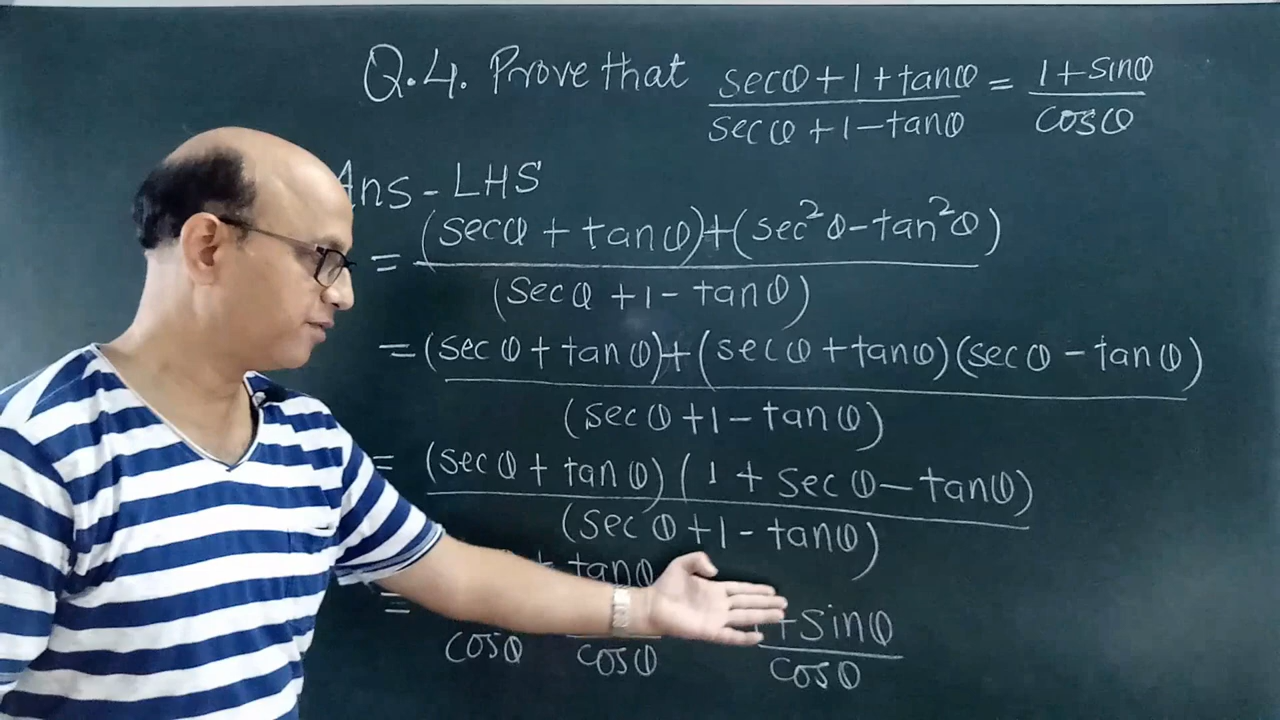 Q.4. Prove that secθ+1+tanθ = 1+sinθ
secθ+1-tanθ cosθ
Ans - LHS
= (secθ + tanθ)+(sec²θ-tan²θ)
(secθ +1- tanθ)
= (secθ + tanθ)+(secθ+tanθ)(secθ - tanθ)
(secθ +1- tanθ)
= (secθ + tanθ)(1 + secθ - tanθ)
(secθ +1- tanθ)
+ tanθ
= +sinθ
cosθ cosθ cosθ